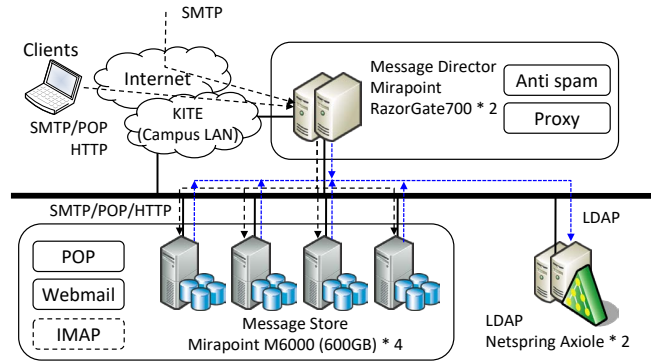 SMTP
Clients
Internet
KITE
(Campus LAN)
SMTP/POP
HTTP
Message Director
Mirapoint
RazorGate700 * 2
Anti spam
Proxy
SMTP/POP/HTTP
LDAP
POP
Webmail
IMAP
Message Store
Mirapoint M6000 (600GB) * 4
LDAP
Netspring Axiole * 2